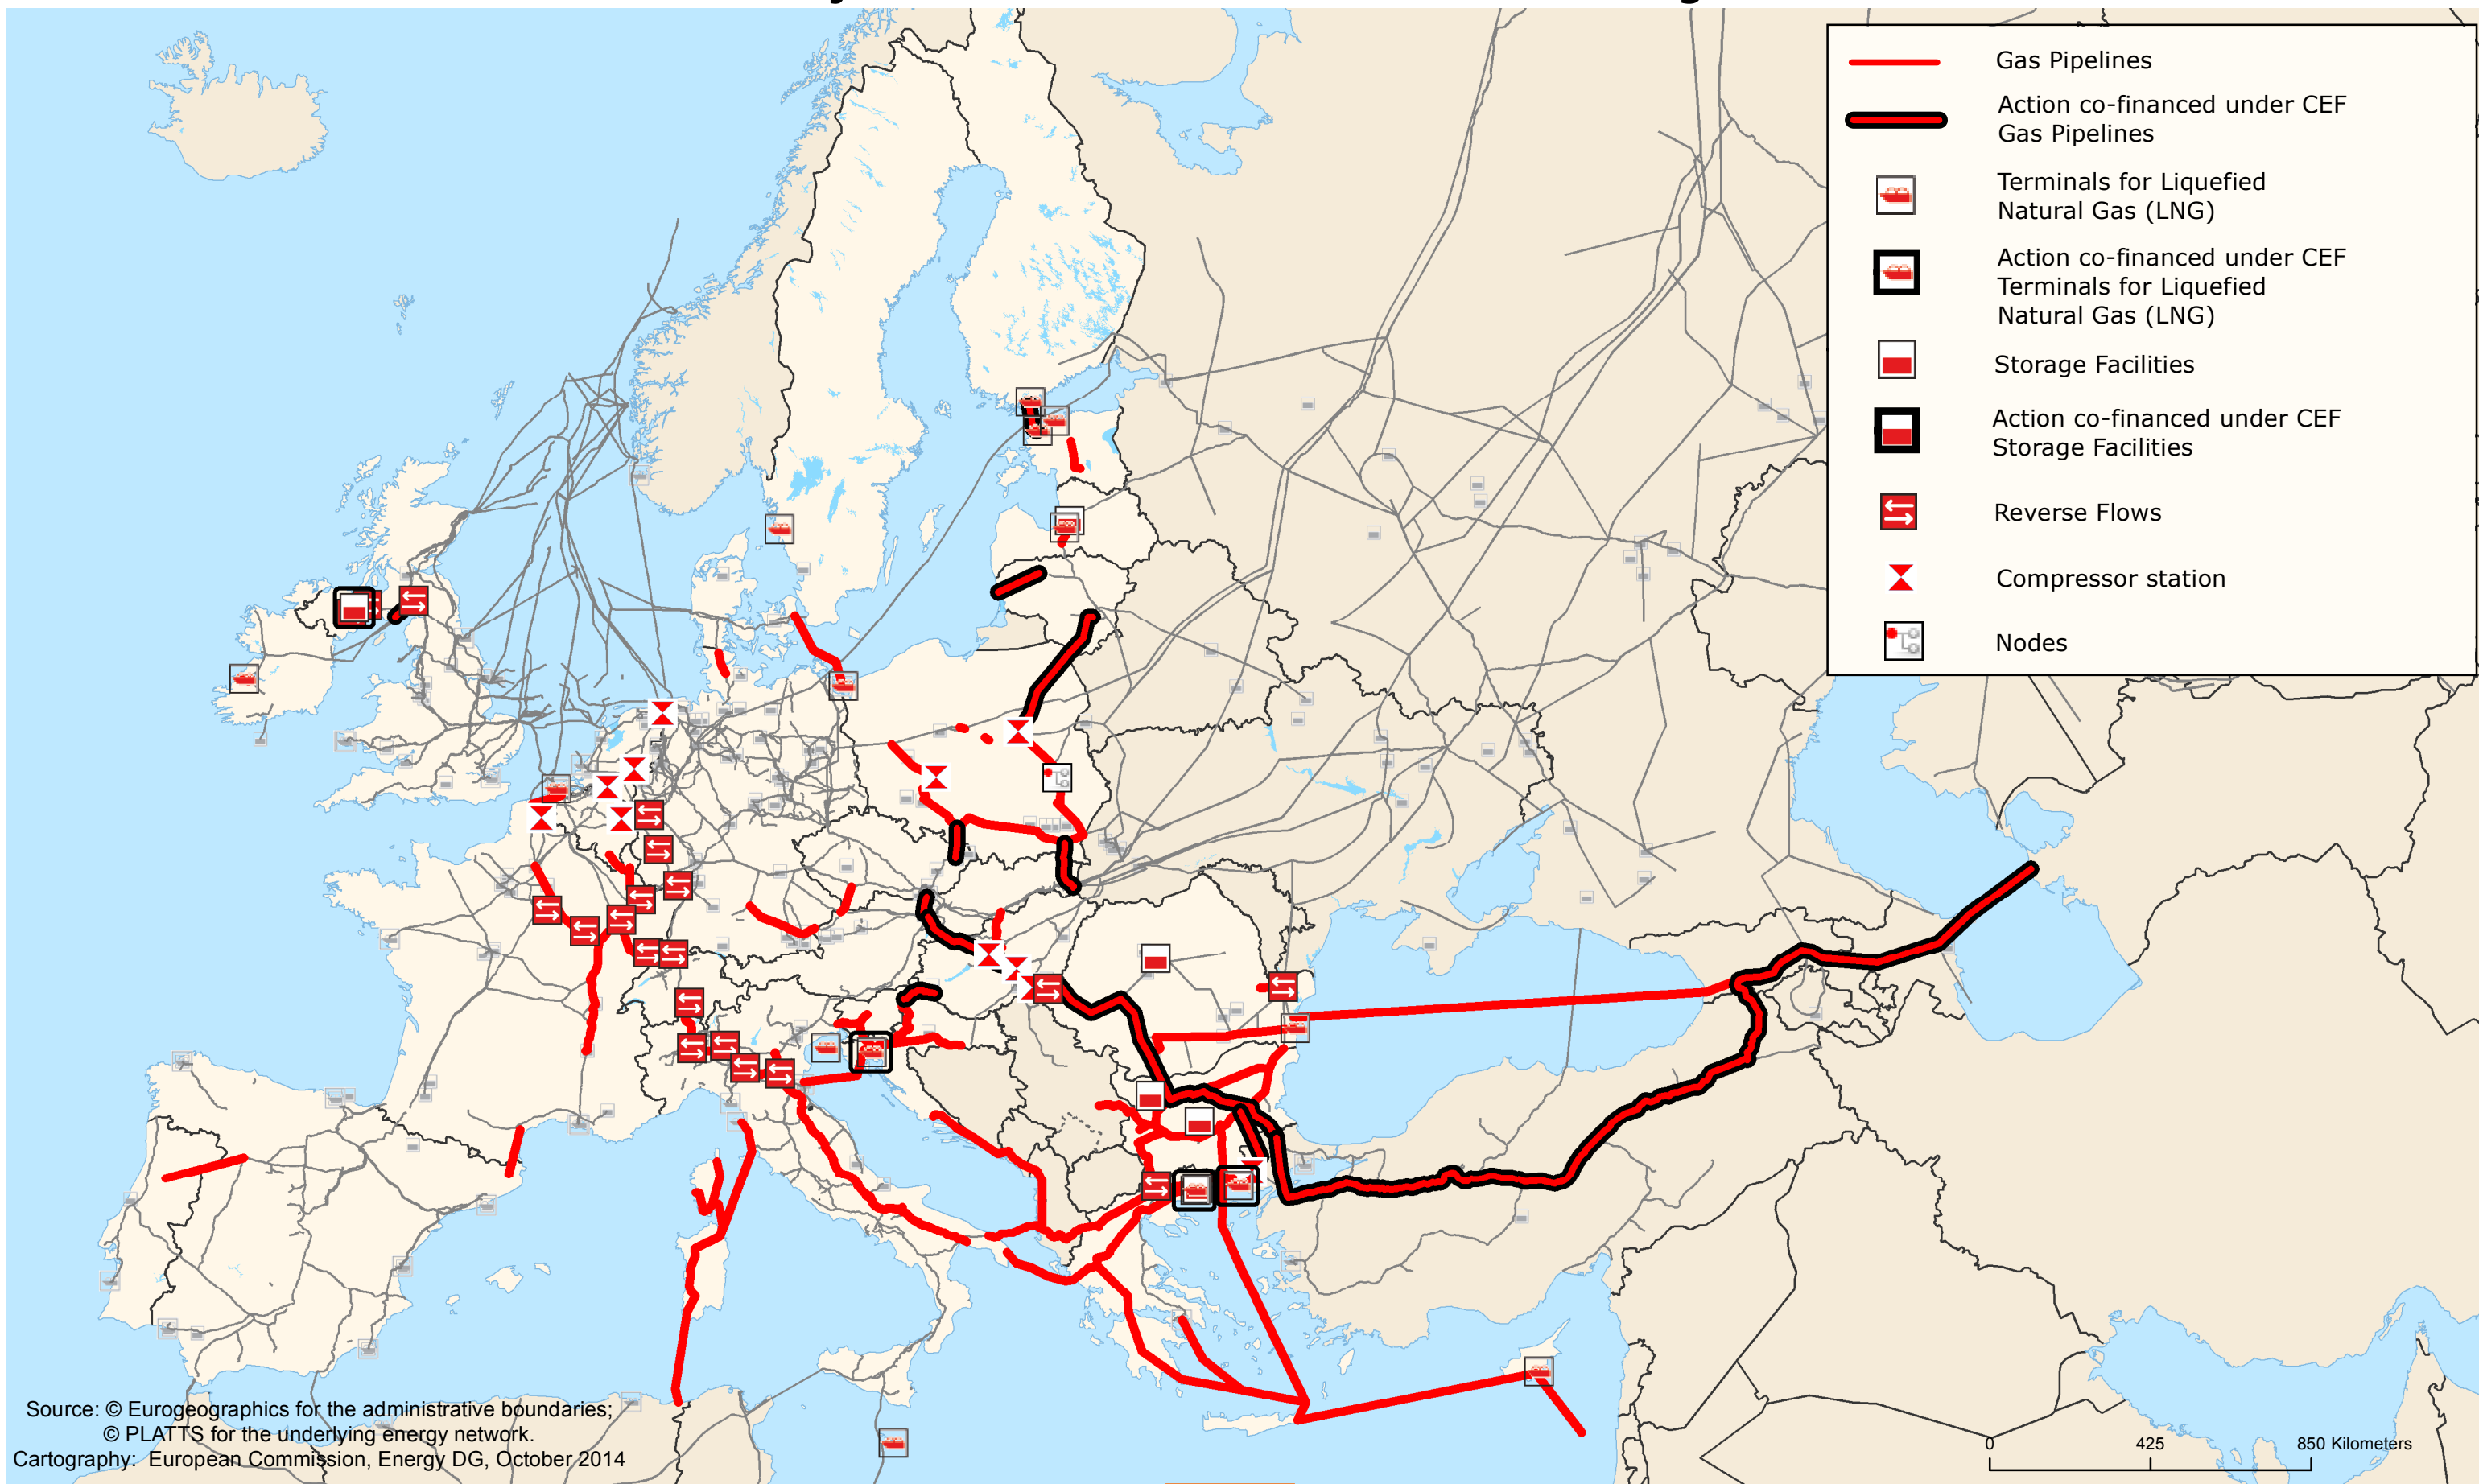 Gas Pipelines
Action co-financed under CEF
Gas Pipelines
Terminals for Liquefied
Natural Gas (LNG)
Action co-financed under CEF
Terminals for Liquefied
Natural Gas (LNG)
Storage Facilities
Action co-financed under CEF
Storage Facilities
Reverse Flows
Compressor station
Nodes
Source: © Eurogeographics for the administrative boundaries;
© PLATTS for the underlying energy network.
Cartography: European Commission, Energy DG, October 2014
0 425 850 Kilometers